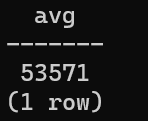 avg
-------
53571
(1 row)